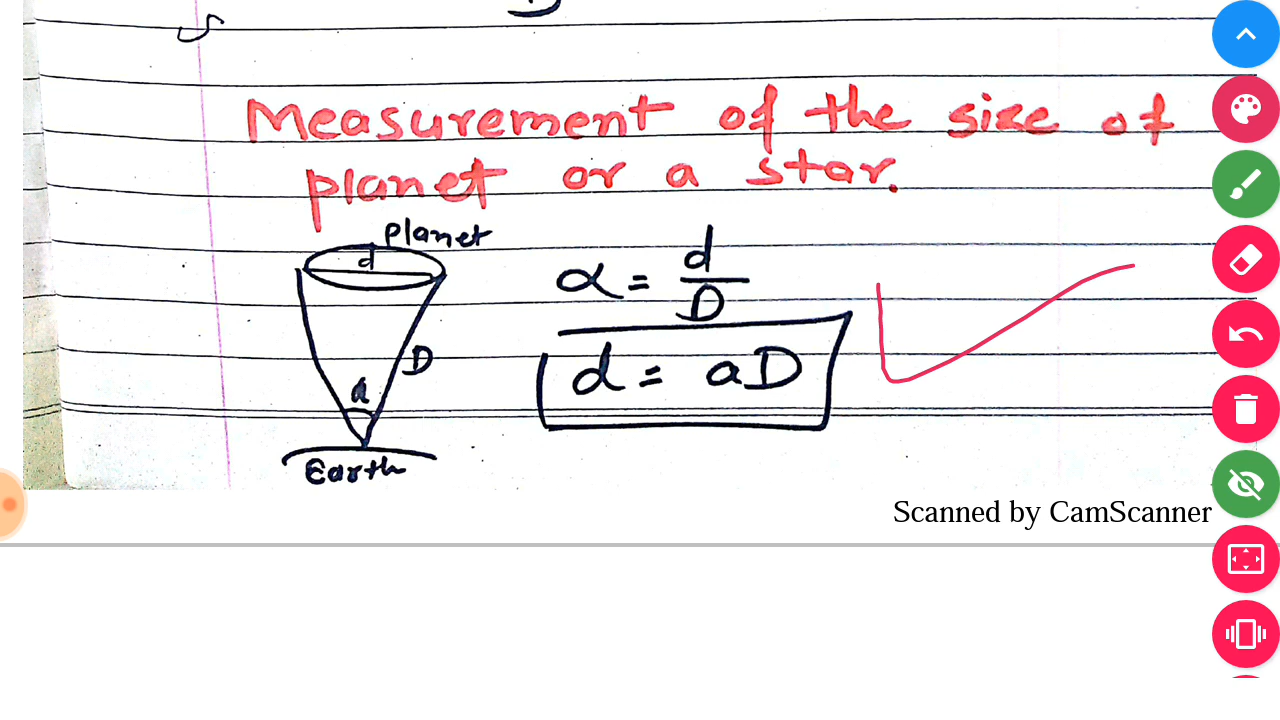 Measurement of the size of
planet or a star.
planet
d
α = d/D
D
d = aD
α
Earth
Scanned by CamScanner